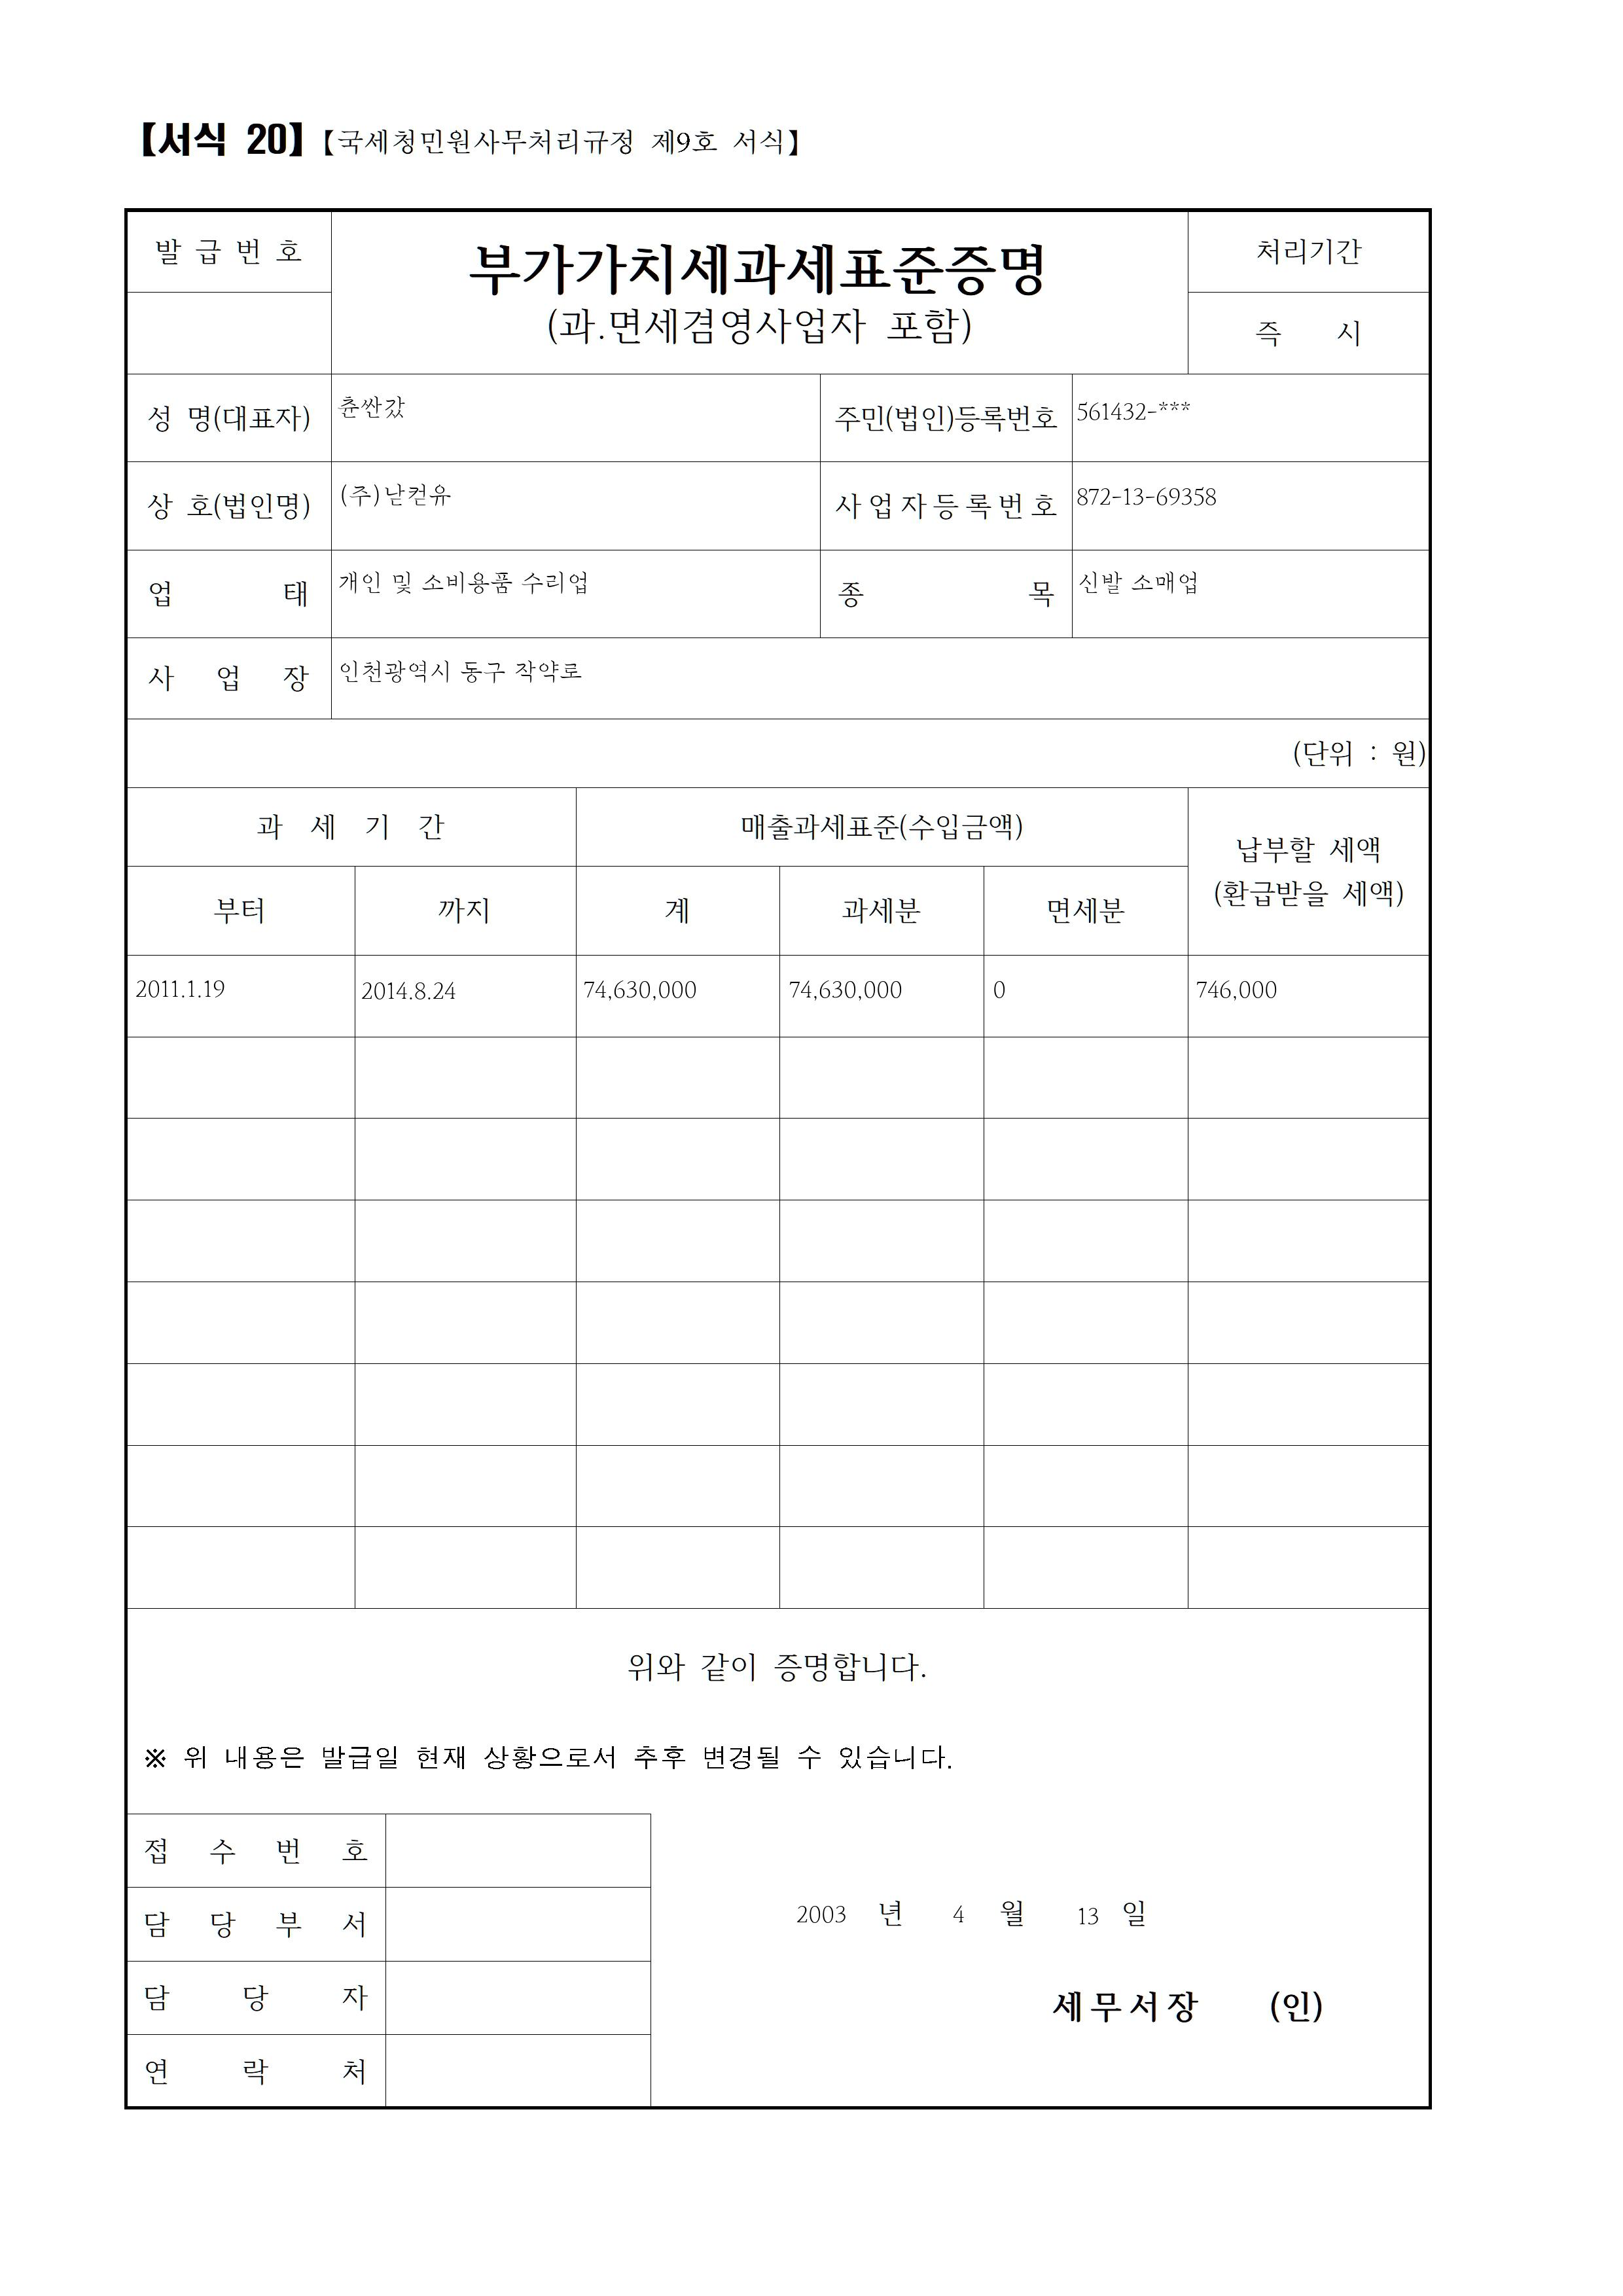 【서식 20】【국세청민원사무처리규정 제9호 서식】
발 급 번 호
부가가치세과세표준증명
(과.면세겸영사업자 포함)
처리기간
즉 시
성 명(대표자) 츈싼갔 주민(법인)등록번호 561432-***
상 호(법인명) (주)낟컫유 사업자등록번호 872-13-69358
업 태 개인 및 소비용품 수리업 종 목 신발 소매업
사 업 장 인천광역시 동구 작약로
(단위 : 원)
과 세 기 간 매출과세표준(수입금액) 납부할 세액
(환급받을 세액)
부터 까지 계 과세분 면세분
2011.1.19 2014.8.24 74,630,000 74,630,000 0 746,000
위와 같이 증명합니다.
※ 위 내용은 발급일 현재 상황으로서 추후 변경될 수 있습니다.
접 수 번 호
담 당 부 서
담 당 자
연 락 처
2003 년 4 월 13 일
세무서장 (인)